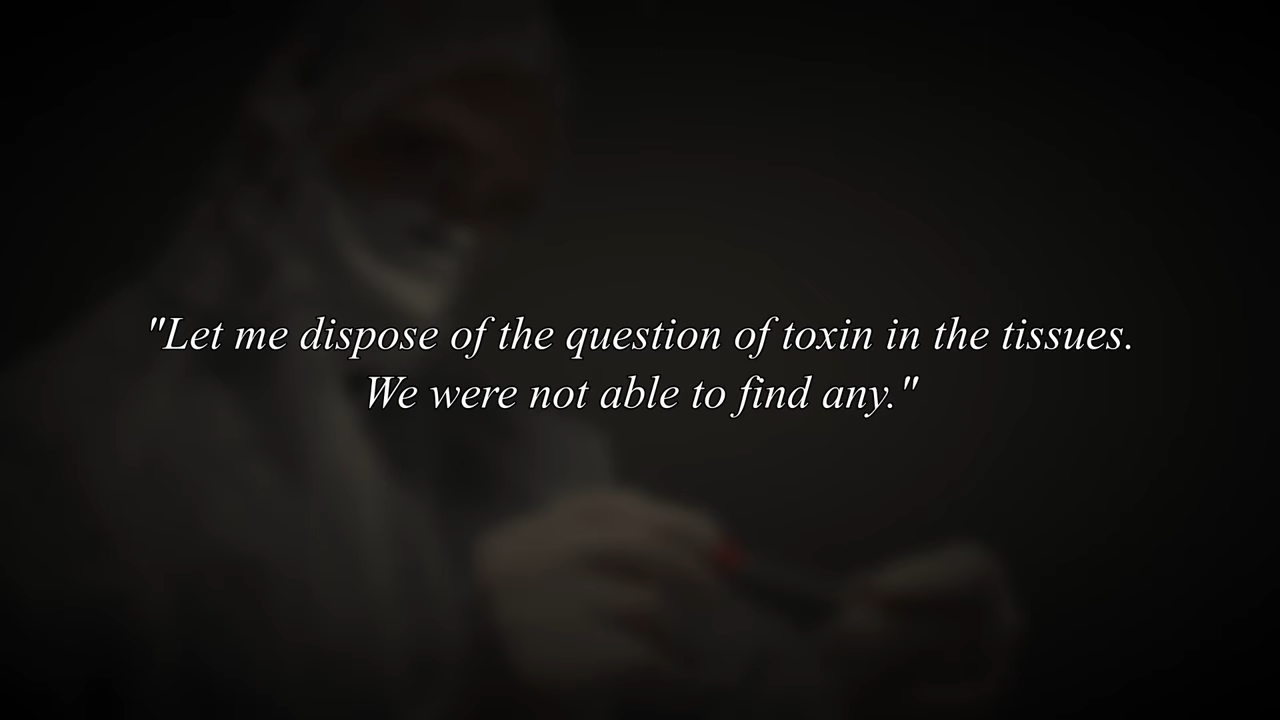 "Let me dispose of the question of toxin in the tissues.
We were not able to find any."